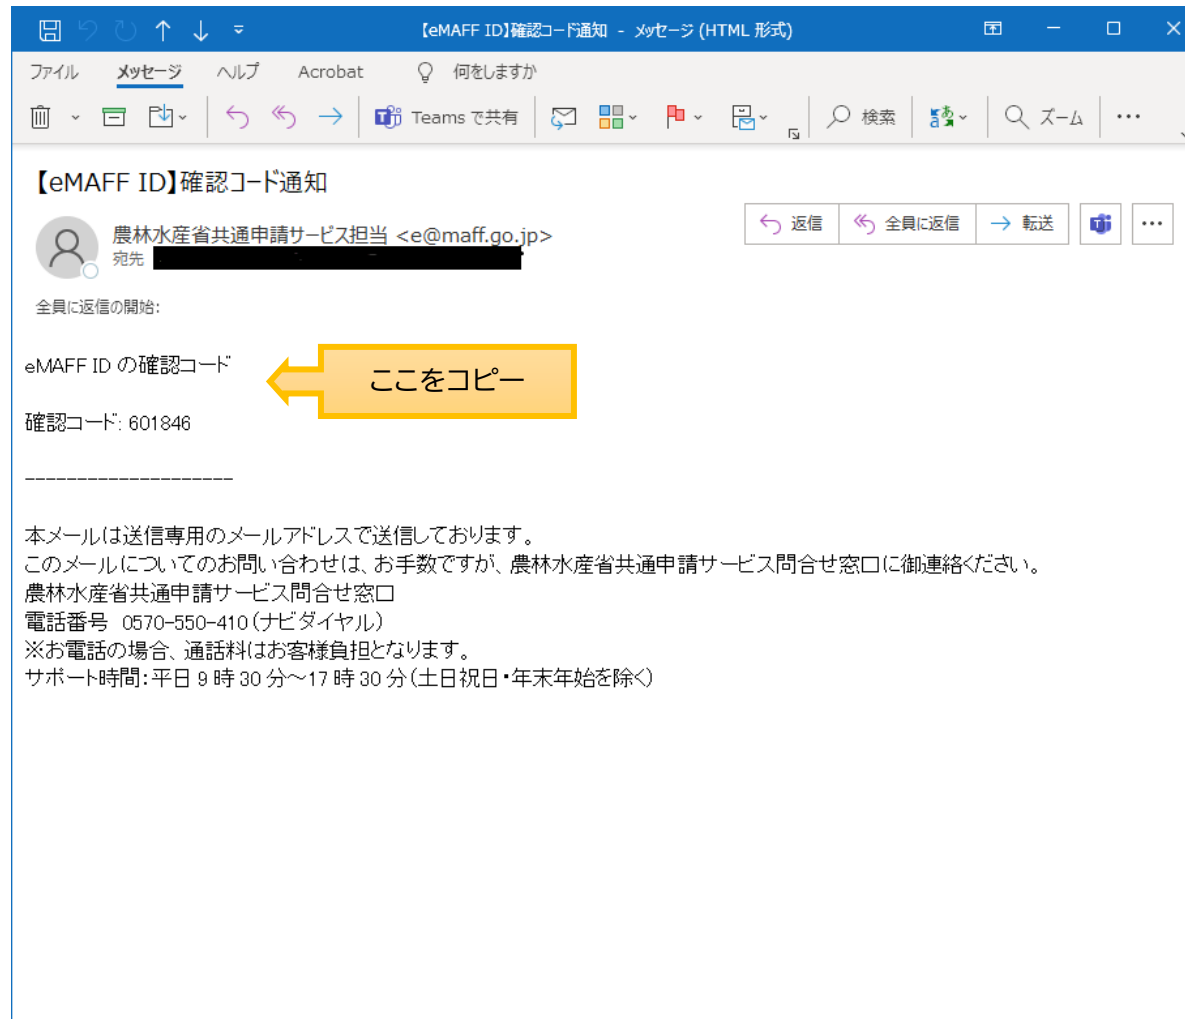 【eMAFF ID】確認コード通知 - メッセージ (HTML 形式)
ファイル メッセージ ヘルプ Acrobat 何をしますか
Teams で共有 検索 ズーム
【eMAFF ID】確認コード通知
農林水産省共通申請サービス担当 <e@maff.go.jp>
宛先
返信 全員に返信 転送
全員に返信の開始:
eMAFF ID の確認コード
ここをコピー
確認コード: 601846
--------------------
本メールは送信専用のメールアドレスで送信しております。
このメールについてのお問い合わせは、お手数ですが、農林水産省共通申請サービス問合せ窓口に御連絡ください。
農林水産省共通申請サービス問合せ窓口
電話番号 0570-550-410(ナビダイヤル)
※お電話の場合、通話料はお客様負担となります。
サポート時間:平日 9 時 30 分~17 時 30 分(土日祝日・年末年始を除く)